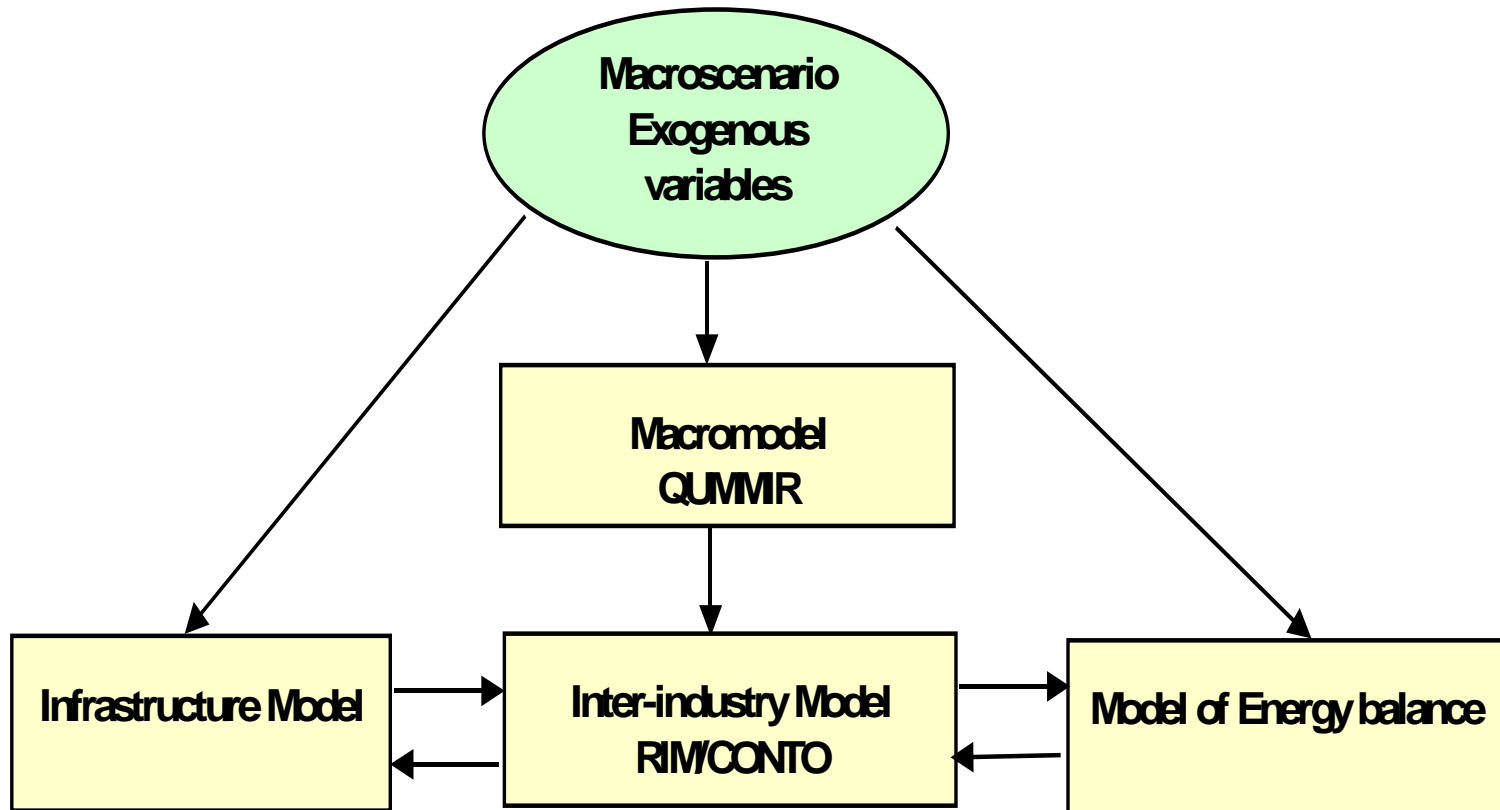 Macroscenario
Exogenous
variables
Macromodel
QUMMIR
Infrastructure Model
Inter-industry Model
RIM/CONTO
Model of Energy balance